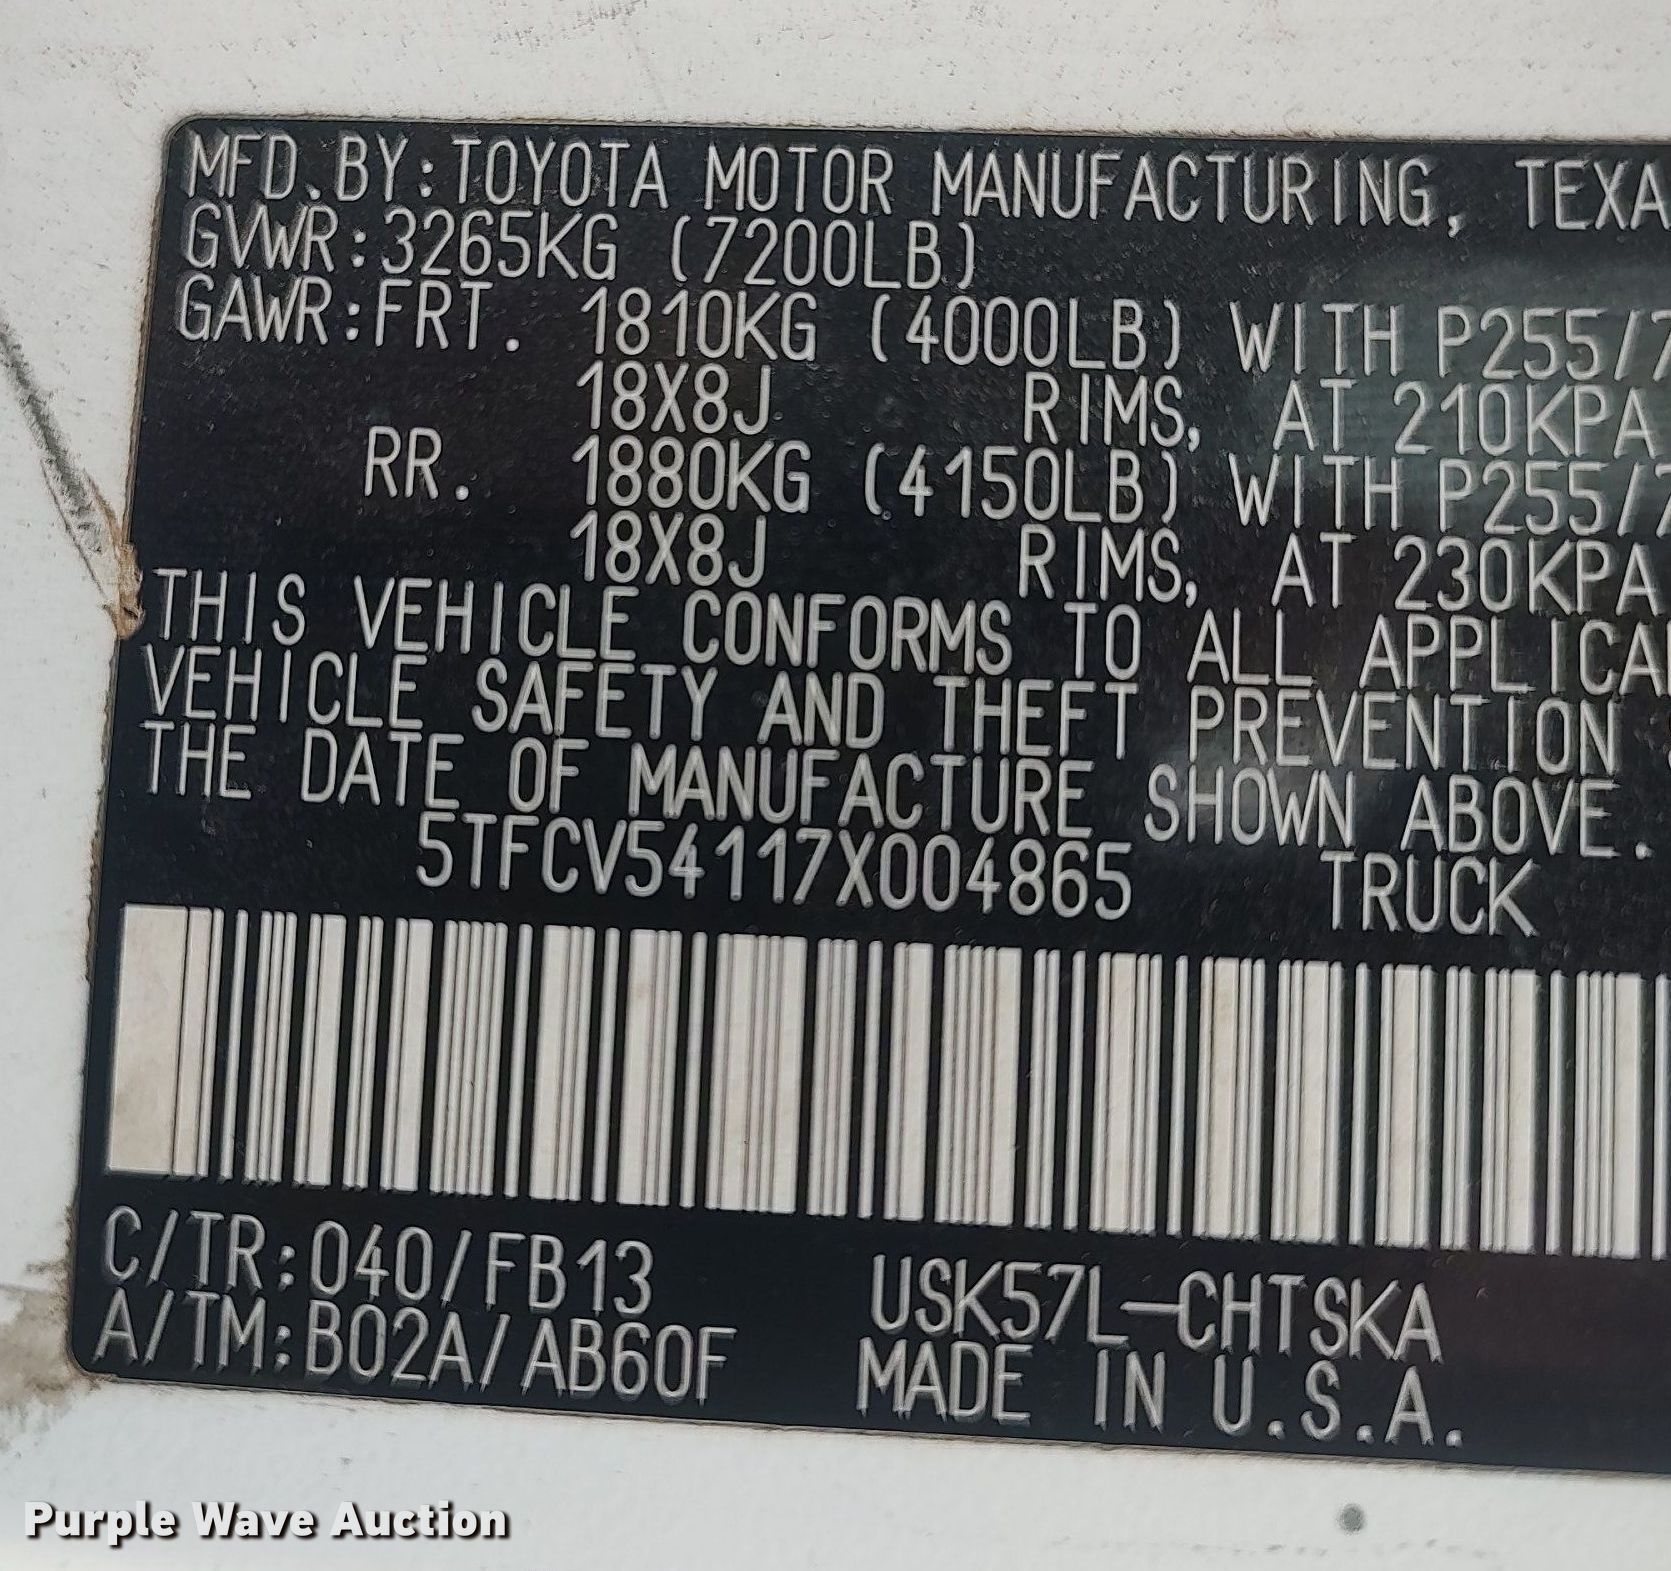 MFD.BY:TOYOTA MOTOR MANUFACTURING, TEXA
GVWR:3265KG (7200LB)
GAWR:FRT. 1810KG (4000LB) WITH P255/7
18X8J RIMS, AT 210KPA
RR. 1880KG (4150LB) WITH P255/7
18X8J RIMS, AT 230KPA
THIS VEHICLE CONFORMS TO ALL APPLICA
VEHICLE SAFETY AND THEFT PREVENTION
THE DATE OF MANUFACTURE SHOWN ABOVE.
5TFCV54117X004865 TRUCK
C/TR:040/FB13 USK57L-CHTSKA
A/TM:B02A/AB60F MADE IN U.S.A.
Purple Wave Auction